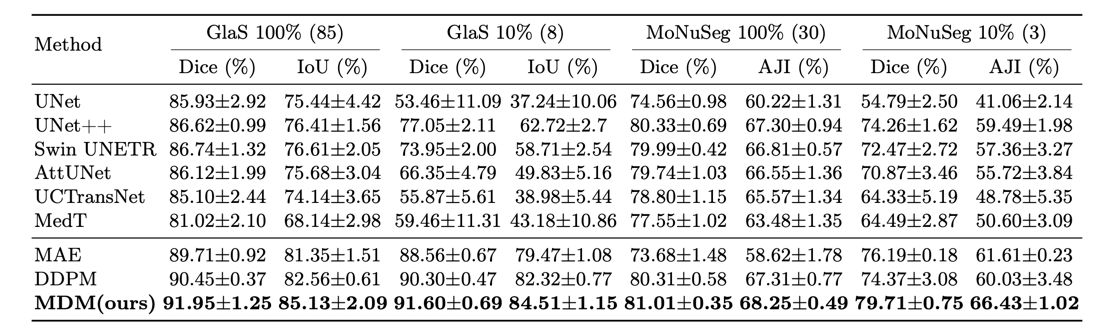 Method GlaS 100% (85) GlaS 10% (8) MoNuSeg 100% (30) MoNuSeg 10% (3)
Dice (%) IoU (%) Dice (%) IoU (%) Dice (%) AJI (%) Dice (%) AJI (%)
UNet 85.93±2.92 75.44±4.42 53.46±11.09 37.24±10.06 74.56±0.98 60.22±1.31 54.79±2.50 41.06±2.14
UNet++ 86.62±0.99 76.41±1.56 77.05±2.11 62.72±2.7 80.33±0.69 67.30±0.94 74.26±1.62 59.49±1.98
Swin UNETR 86.74±1.32 76.61±2.05 73.95±2.00 58.71±2.54 79.99±0.42 66.81±0.57 72.47±2.72 57.36±3.27
AttUNet 86.12±1.99 75.68±3.04 66.35±4.79 49.83±5.16 79.74±1.03 66.55±1.36 70.87±3.46 55.72±3.84
UCTransNet 85.10±2.44 74.14±3.65 55.87±5.61 38.98±5.44 78.80±1.15 65.57±1.34 64.33±5.19 48.78±5.35
MedT 81.02±2.10 68.14±2.98 59.46±11.31 43.18±10.86 77.55±1.02 63.48±1.35 64.49±2.87 50.60±3.09
MAE 89.71±0.92 81.35±1.51 88.56±0.67 79.47±1.08 73.68±1.48 58.62±1.78 76.19±0.18 61.61±0.23
DDPM 90.45±0.37 82.56±0.61 90.30±0.47 82.32±0.77 80.31±0.58 67.31±0.77 74.37±3.08 60.03±3.48
MDM(ours) 91.95±1.25 85.13±2.09 91.60±0.69 84.51±1.15 81.01±0.35 68.25±0.49 79.71±0.75 66.43±1.02